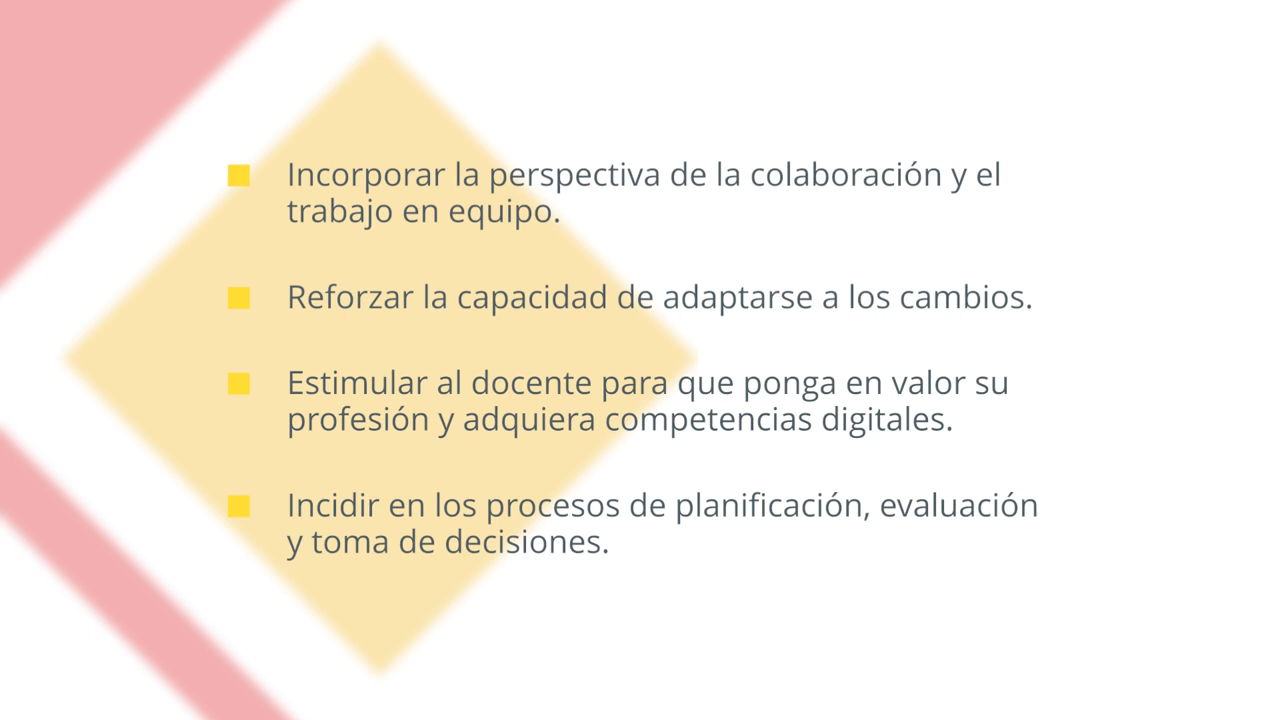 Incorporar la perspectiva de la colaboración y el
trabajo en equipo.
Reforzar la capacidad de adaptarse a los cambios.
Estimular al docente para que ponga en valor su
profesión y adquiera competencias digitales.
Incidir en los procesos de planificación, evaluación
y toma de decisiones.